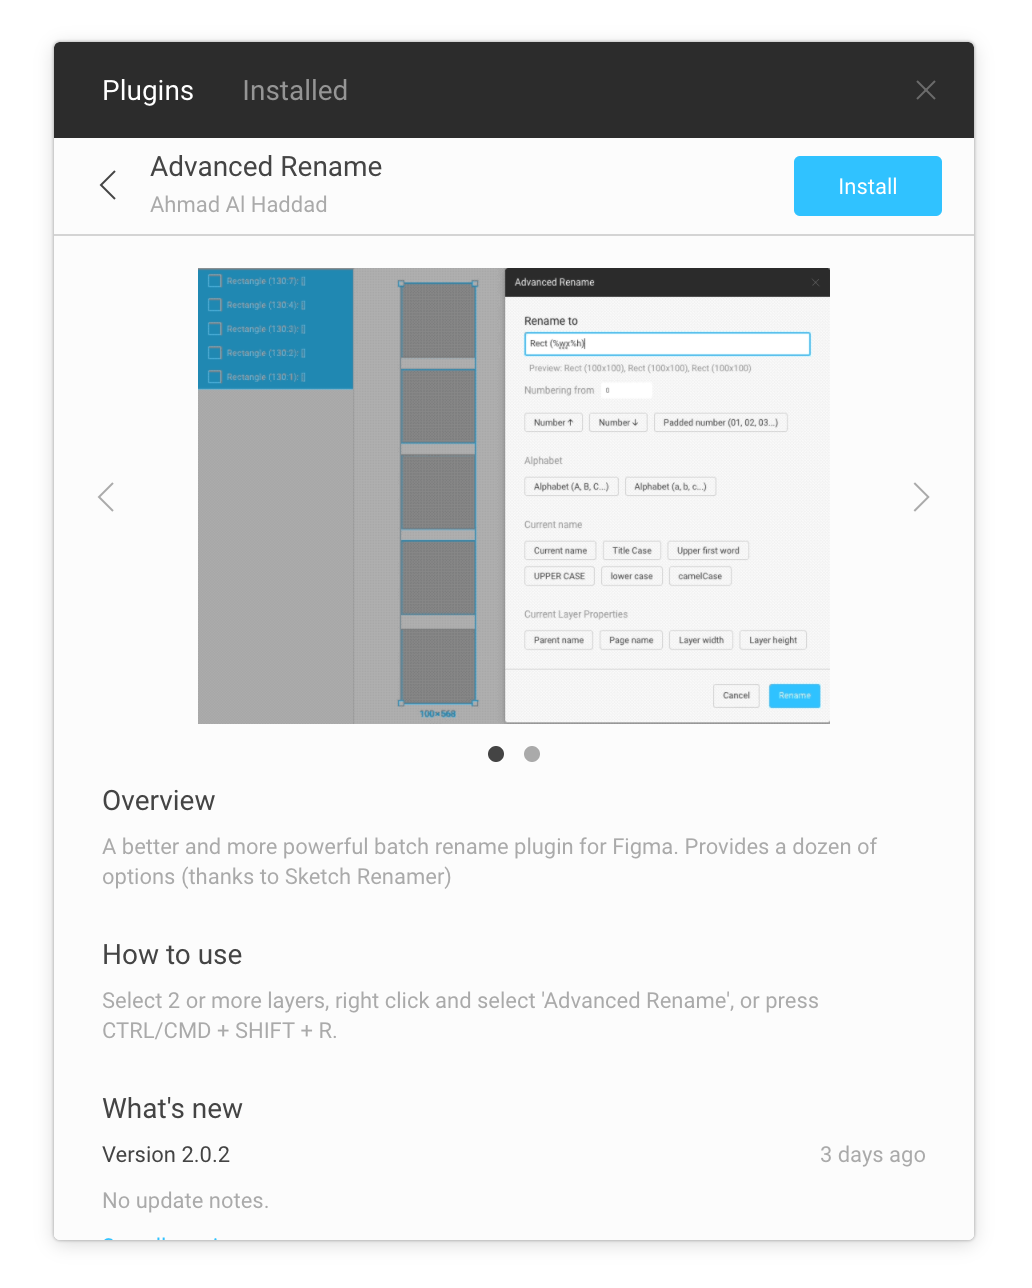 Plugins Installed
Advanced Rename
Ahmad Al Haddad
Install
Rectangle (130:7): []
Rectangle (130:4): []
Rectangle (130:3): []
Rectangle (130:2): []
Rectangle (130:1): []
100×568
Advanced Rename
Rename to
Rect (%wx%h)
Preview: Rect (100x100), Rect (100x100), Rect (100x100)
Numbering from 0
Number ↑ Number ↓ Padded number (01, 02, 03...)
Alphabet
Alphabet (A, B, C...) Alphabet (a, b, c...)
Current name
Current name Title Case Upper first word
UPPER CASE lower case camelCase
Current Layer Properties
Parent name Page name Layer width Layer height
Cancel Rename
Overview
A better and more powerful batch rename plugin for Figma. Provides a dozen of
options (thanks to Sketch Renamer)
How to use
Select 2 or more layers, right click and select 'Advanced Rename', or press
CTRL/CMD + SHIFT + R.
What's new
Version 2.0.2 3 days ago
No update notes.